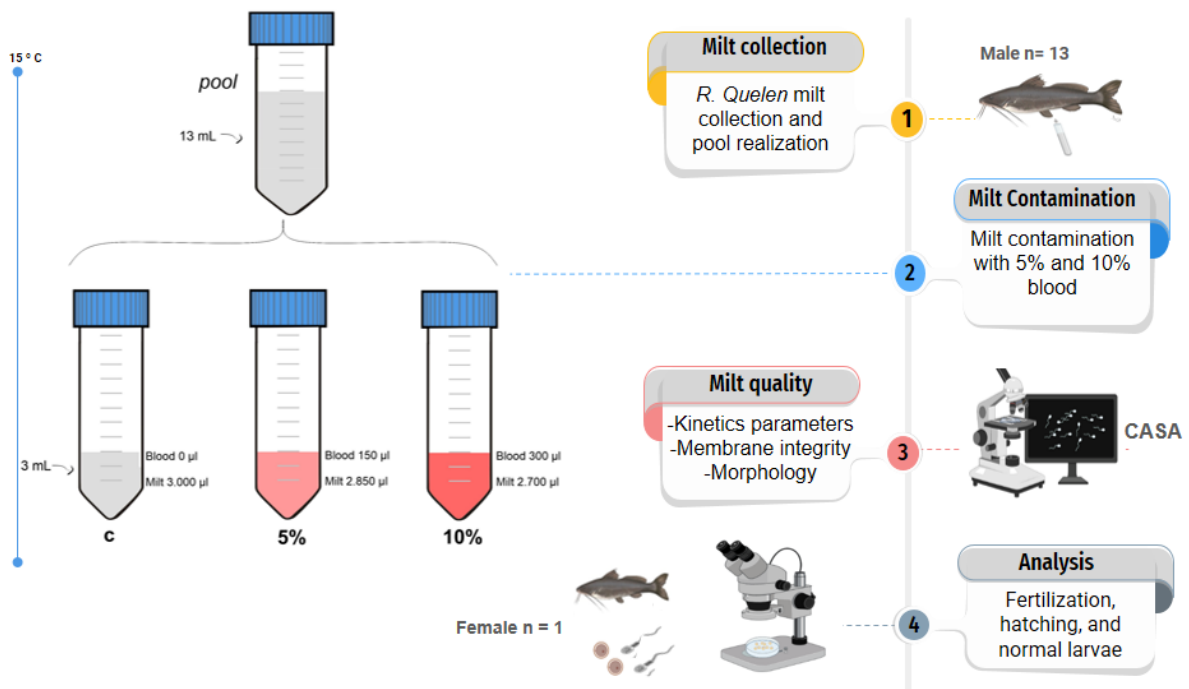 15 º C
pool
13 mL
Milt collection
R. Quelen milt
collection and
pool realization
1
Male n= 13
Milt Contamination
Milt contamination
with 5% and 10%
blood
2
3 mL
Blood 0 µl
Milt 3.000 µl
C
Blood 150 µl
Milt 2.850 µl
5%
Blood 300 µl
Milt 2.700 µl
10%
Milt quality
-Kinetics parameters
-Membrane integrity
-Morphology
3
CASA
Female n = 1
4
Analysis
Fertilization,
hatching, and
normal larvae